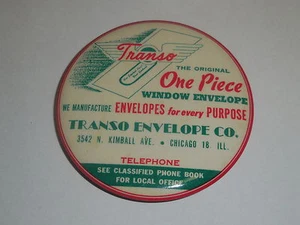 Transo
THE ORIGINAL
One Piece
WINDOW ENVELOPE
WE MANUFACTURE ENVELOPES for every PURPOSE
TRANSO ENVELOPE CO.
3542 N. KIMBALL AVE. • CHICAGO 18. ILL.
TELEPHONE
SEE CLASSIFIED PHONE BOOK
FOR LOCAL OFFICE